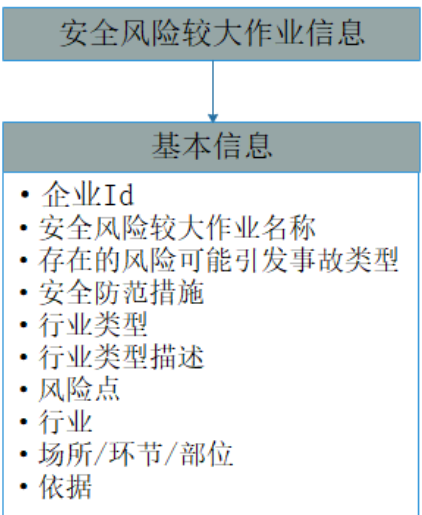 安全风险较大作业信息
基本信息
• 企业Id
• 安全风险较大作业名称
• 存在的风险可能引发事故类型
• 安全防范措施
• 行业类型
• 行业类型描述
• 风险点
• 行业
• 场所/环节/部位
• 依据